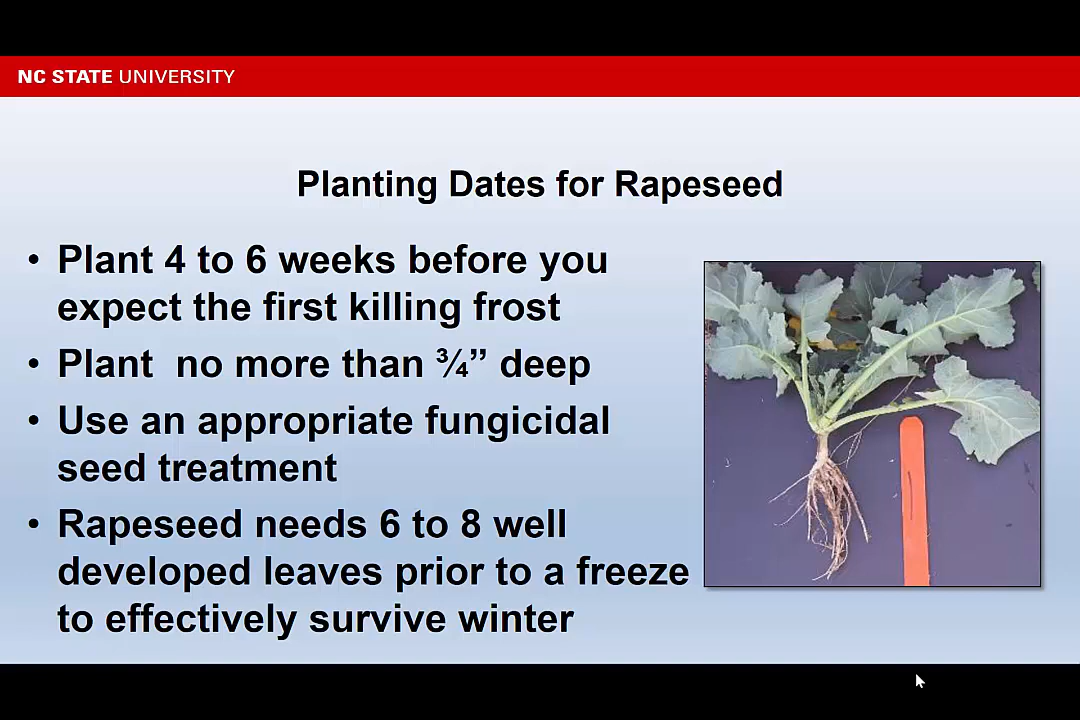 NC STATE UNIVERSITY
Planting Dates for Rapeseed
• Plant 4 to 6 weeks before you
expect the first killing frost
• Plant  no more than ¾” deep
• Use an appropriate fungicidal
seed treatment
• Rapeseed needs 6 to 8 well
developed leaves prior to a freeze
to effectively survive winter